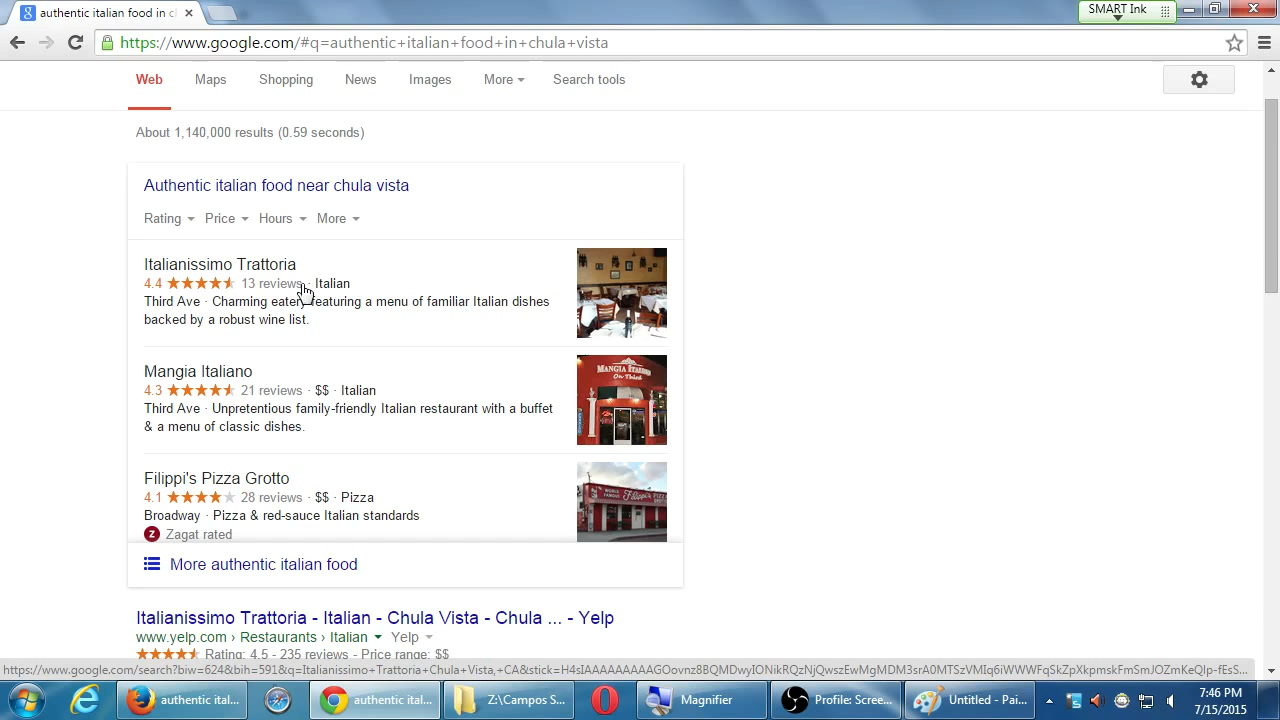 authentic italian food in c
SMART Ink
https://www.google.com/#q=authentic+italian+food+in+chula+vista
Web Maps Shopping News Images More Search tools
About 1,140,000 results (0.59 seconds)
Authentic italian food near chula vista
Rating Price Hours More
Italianissimo Trattoria
4.4 13 reviews · Italian
Third Ave · Charming eatery featuring a menu of familiar Italian dishes
backed by a robust wine list.
Mangia Italiano
4.3 21 reviews · $$ · Italian
Third Ave · Unpretentious family-friendly Italian restaurant with a buffet
& a menu of classic dishes.
MANGIA ITALIANO
On Third
Filippi's Pizza Grotto
4.1 28 reviews · $$ · Pizza
Broadway · Pizza & red-sauce Italian standards
Z Zagat rated
More authentic italian food
Italianissimo Trattoria - Italian - Chula Vista - Chula ... - Yelp
www.yelp.com › Restaurants › Italian Yelp
Rating: 4.5 - 235 reviews - Price range: $$
authentic ital...
authentic ital...
Z:\Campos S...
Magnifier
Profile: Scree...
Untitled - Pai...
7:46 PM
7/15/2015